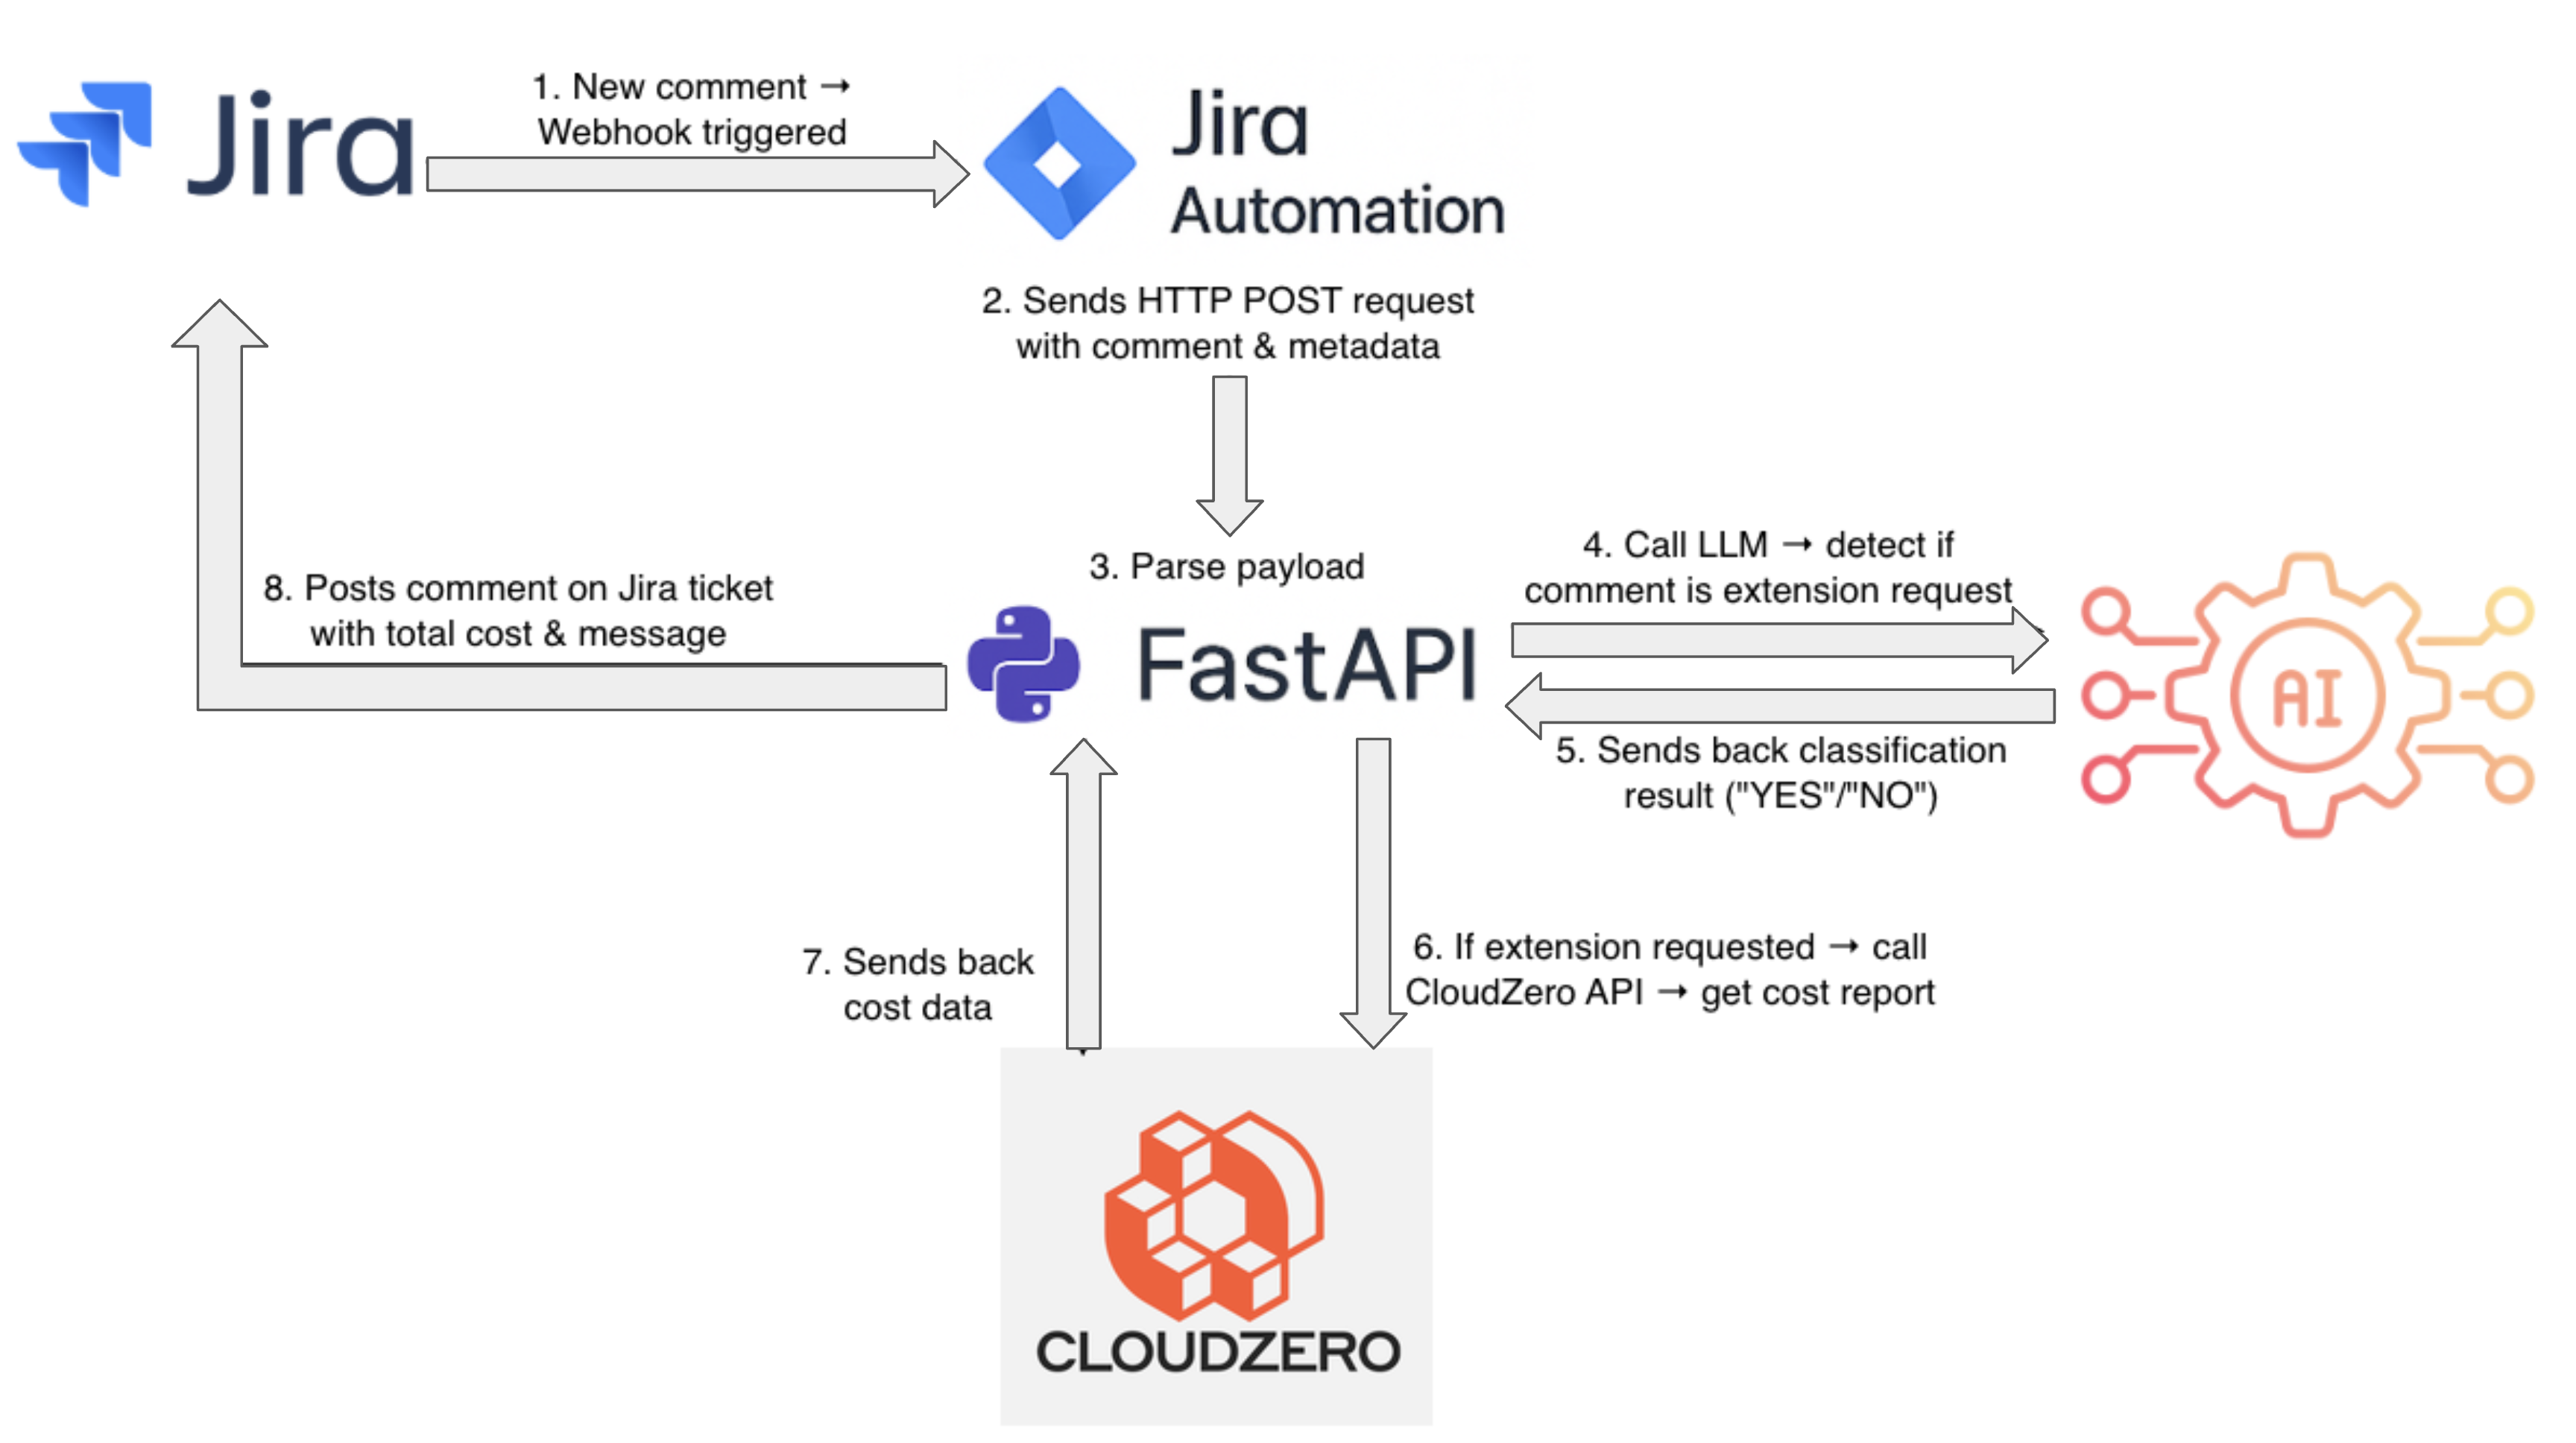 Jira
1. New comment →
Webhook triggered
Jira
Automation
2. Sends HTTP POST request
with comment & metadata
3. Parse payload
FastAPI
4. Call LLM → detect if
comment is extension request
AI
5. Sends back classification
result ("YES"/"NO")
8. Posts comment on Jira ticket
with total cost & message
7. Sends back
cost data
6. If extension requested → call
CloudZero API → get cost report
CLOUDZERO